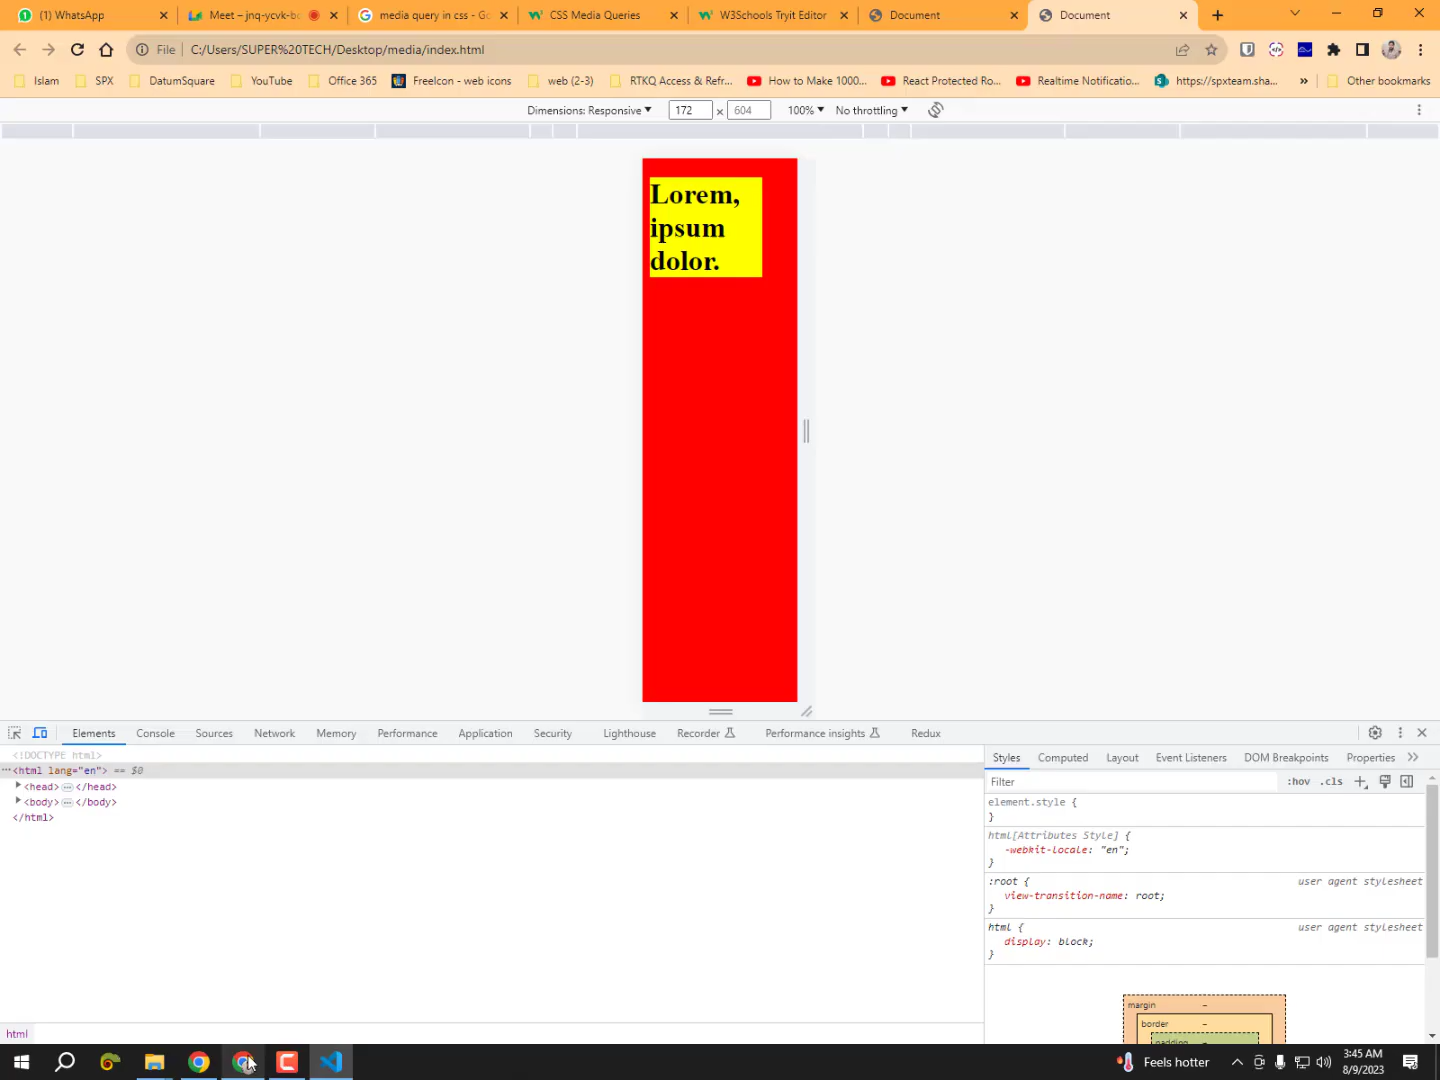 (1) WhatsApp
Meet – jnq-ycvk-bc
media query in css - Go
CSS Media Queries
W3Schools Tryit Editor
Document
Document
File C:/Users/SUPER%20TECH/Desktop/media/index.html
Islam
SPX
DatumSquare
YouTube
Office 365
FreeIcon - web icons
web (2-3)
RTKQ Access & Refr...
How to Make 1000...
React Protected Ro...
Realtime Notificatio...
https://spxteam.sha...
»
Other bookmarks
Dimensions: Responsive 172 × 604 100% No throttling
Lorem,
ipsum
dolor.
Elements Console Sources Network Memory Performance Application Security Lighthouse Recorder Performance insights Redux
<!DOCTYPE html>
···<html lang="en"> == $0
<head>…</head>
<body>…</body>
</html>
html
Styles Computed Layout Event Listeners DOM Breakpoints Properties »
Filter :hov .cls +
element.style {
}
html[Attributes Style] {
-webkit-locale: "en";
}
:root { user agent stylesheet
view-transition-name: root;
}
html { user agent stylesheet
display: block;
}
margin –
border –
padding
Feels hotter
3:45 AM
8/9/2023